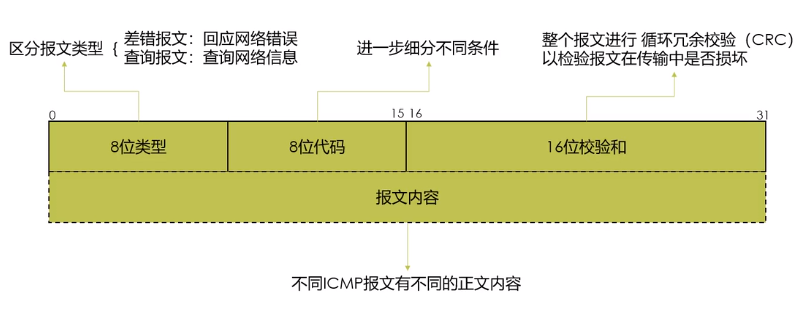 区分报文类型 {
差错报文：回应网络错误
查询报文：查询网络信息
进一步细分不同条件
整个报文进行 循环冗余校验（CRC）
以检验报文在传输中是否损坏
0 15 16 31
8位类型 8位代码 16位校验和
报文内容
不同ICMP报文有不同的正文内容